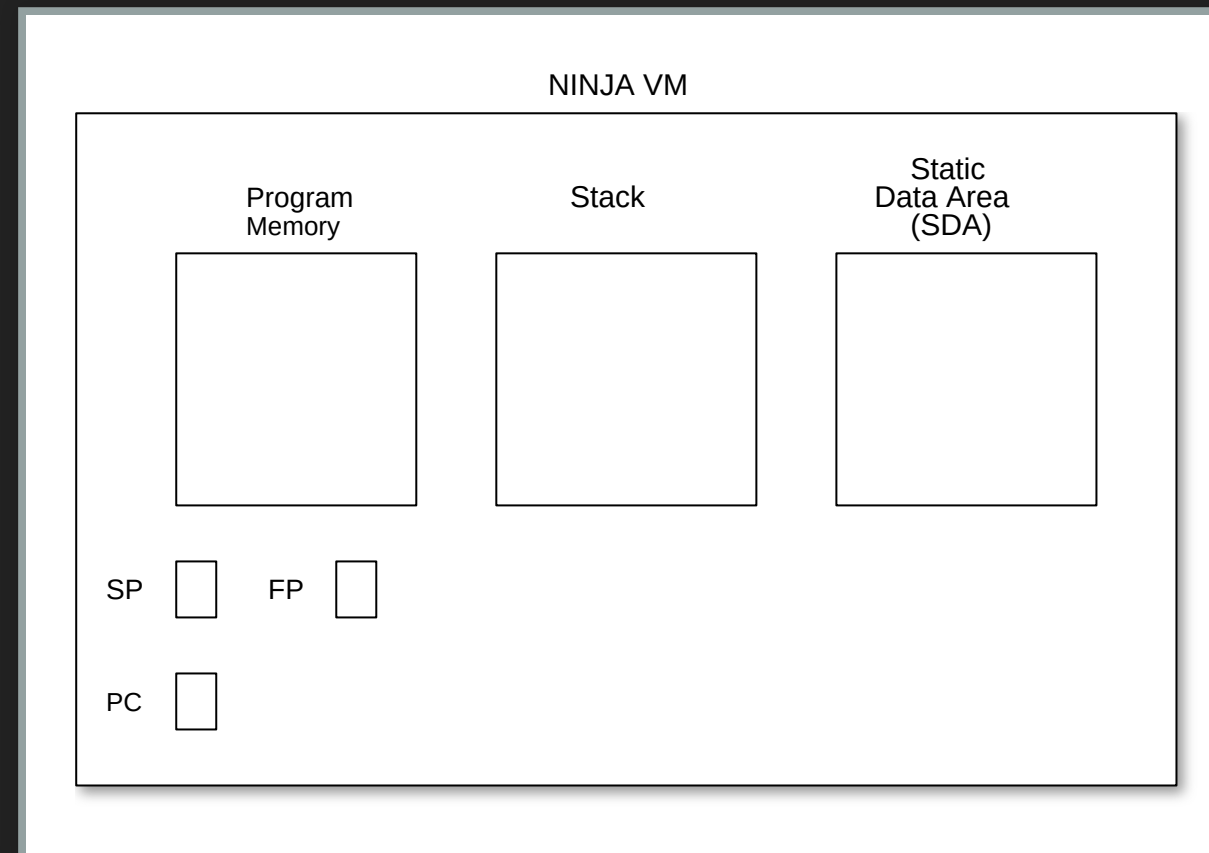 NINJA VM
Program
Memory
Stack
Static
Data Area
(SDA)
SP
FP
PC